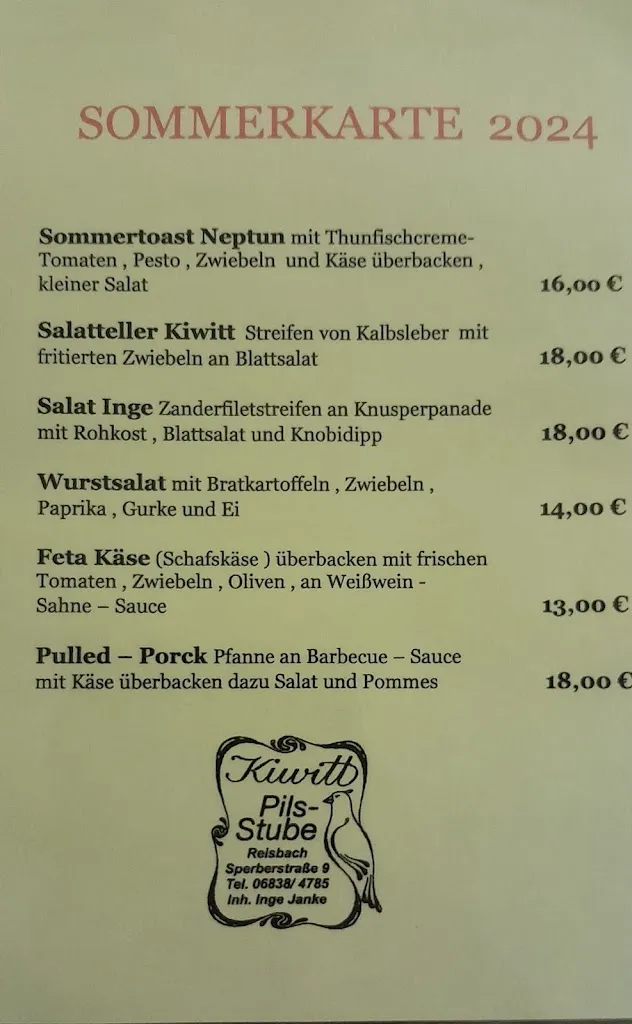 SOMMERKARTE 2024
Sommertoast Neptun mit Thunfischcreme-
Tomaten , Pesto , Zwiebeln und Käse überbacken ,
kleiner Salat 16,00 €
Salatteller Kiwitt Streifen von Kalbsleber mit
fritierten Zwiebeln an Blattsalat 18,00 €
Salat Inge Zanderfiletstreifen an Knusperpanade
mit Rohkost , Blattsalat und Knobidipp 18,00 €
Wurstsalat mit Bratkartoffeln , Zwiebeln ,
Paprika , Gurke und Ei 14,00 €
Feta Käse (Schafskäse ) überbacken mit frischen
Tomaten , Zwiebeln , Oliven , an Weißwein -
Sahne – Sauce 13,00 €
Pulled – Porck Pfanne an Barbecue – Sauce
mit Käse überbacken dazu Salat und Pommes 18,00 €
Kiwitt
Pils-
Stube
Reisbach
Sperberstraße 9
Tel. 06838/ 4785
Inh. Inge Janke